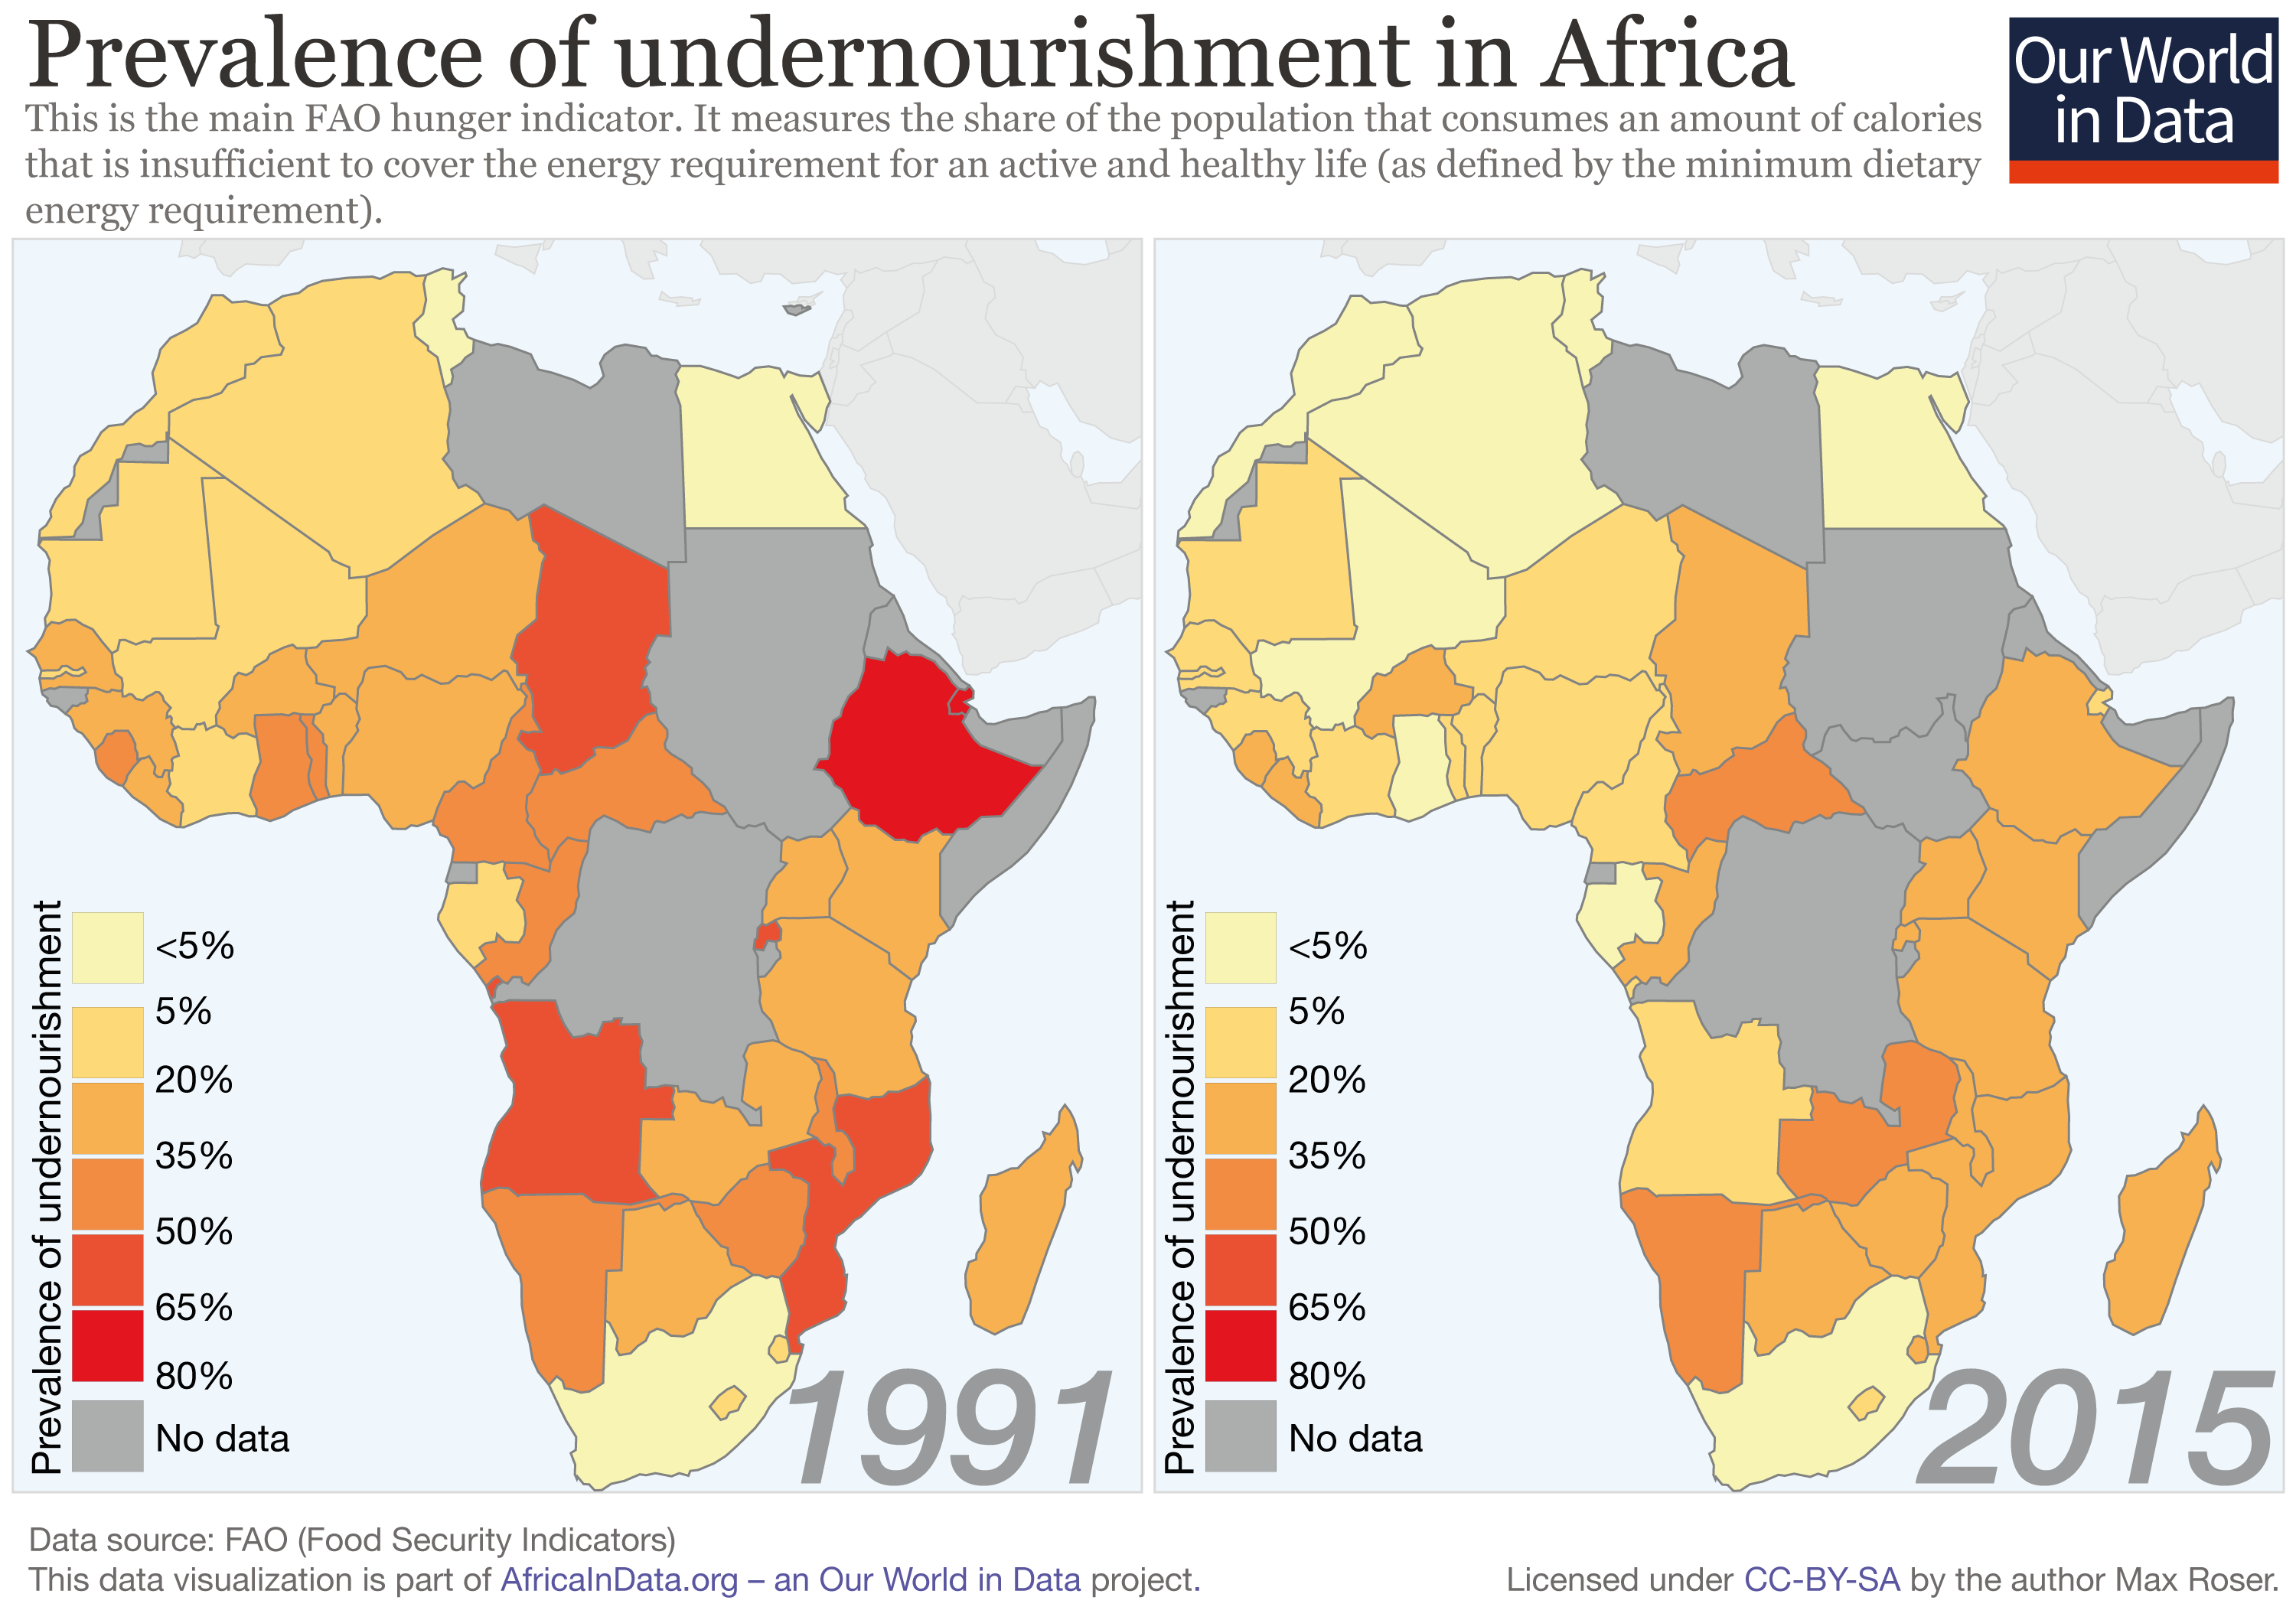 Prevalence of undernourishment in Africa
This is the main FAO hunger indicator. It measures the share of the population that consumes an amount of calories
that is insufficient to cover the energy requirement for an active and healthy life (as defined by the minimum dietary
energy requirement).
Our World
in Data
Prevalence of undernourishment
<5%
5%
20%
35%
50%
65%
80%
No data
1991
Prevalence of undernourishment
<5%
5%
20%
35%
50%
65%
80%
No data
2015
Data source: FAO (Food Security Indicators)
This data visualization is part of AfricaInData.org – an Our World in Data project.
Licensed under CC-BY-SA by the author Max Roser.